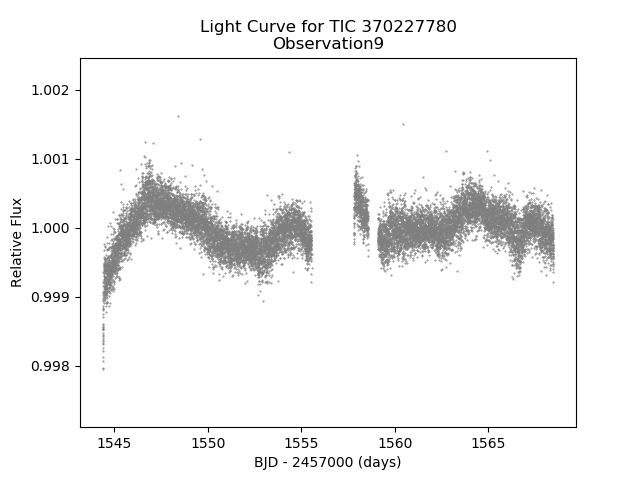 Light Curve for TIC 370227780
Observation9
1.002
1.001
1.000
0.999
0.998
Relative Flux
1545 1550 1555 1560 1565
BJD - 2457000 (days)